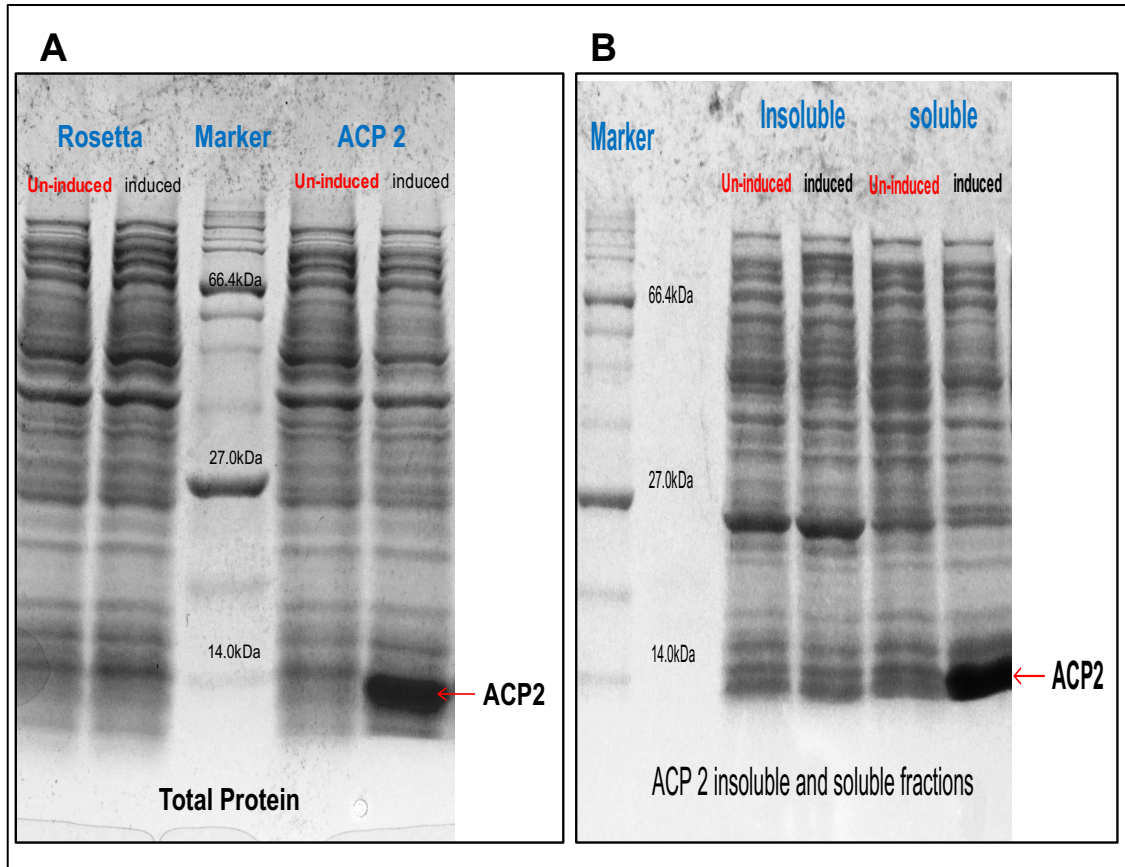 A
Rosetta Marker ACP 2
Un-induced induced Un-induced induced
66.4kDa
27.0kDa
14.0kDa
ACP2
Total Protein
B
Marker Insoluble soluble
Un-induced induced Un-induced induced
66.4kDa
27.0kDa
14.0kDa
ACP2
ACP 2 insoluble and soluble fractions